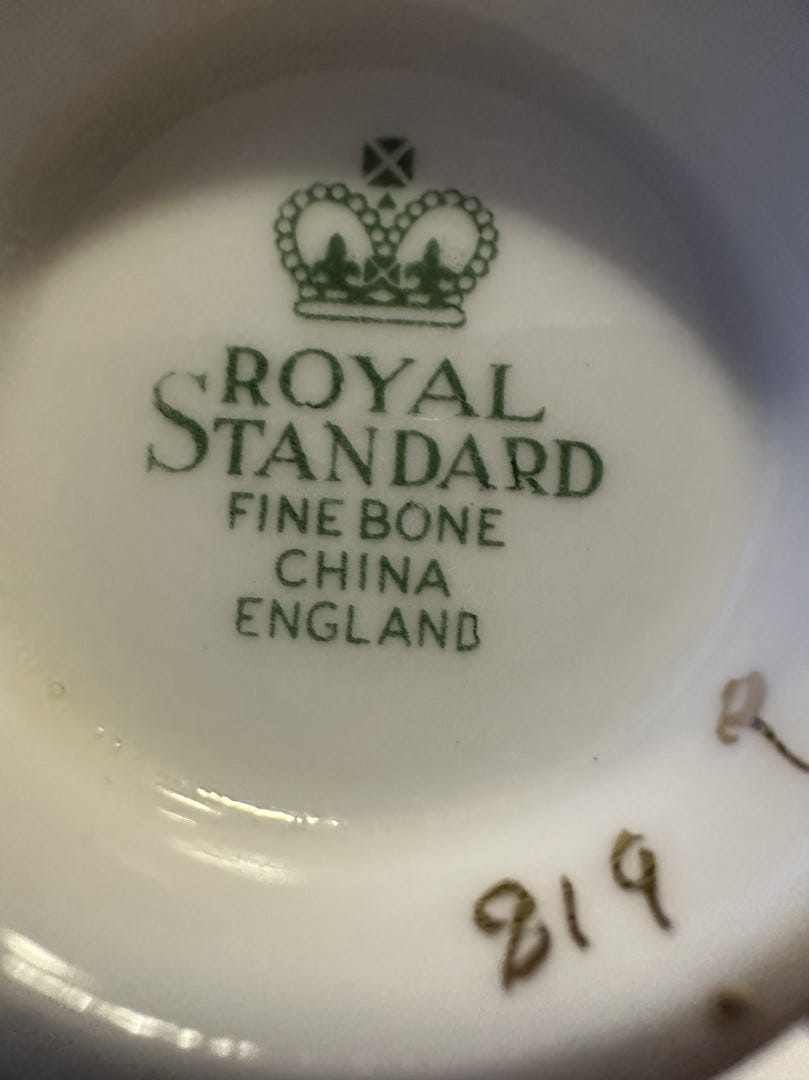 ROYAL
STANDARD
FINE BONE
CHINA
ENGLAND
819